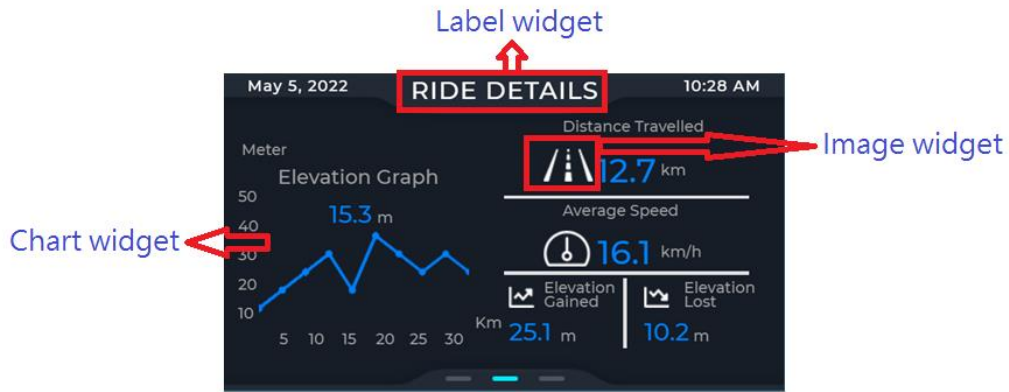 Label widget
May 5, 2022
RIDE DETAILS
10:28 AM
Distance Travelled
12.7 km
Image widget
Meter
Elevation Graph
15.3 m
50
40
30
20
10
5 10 15 20 25 30
Km
Chart widget
Average Speed
16.1 km/h
Elevation
Gained
25.1 m
Elevation
Lost
10.2 m